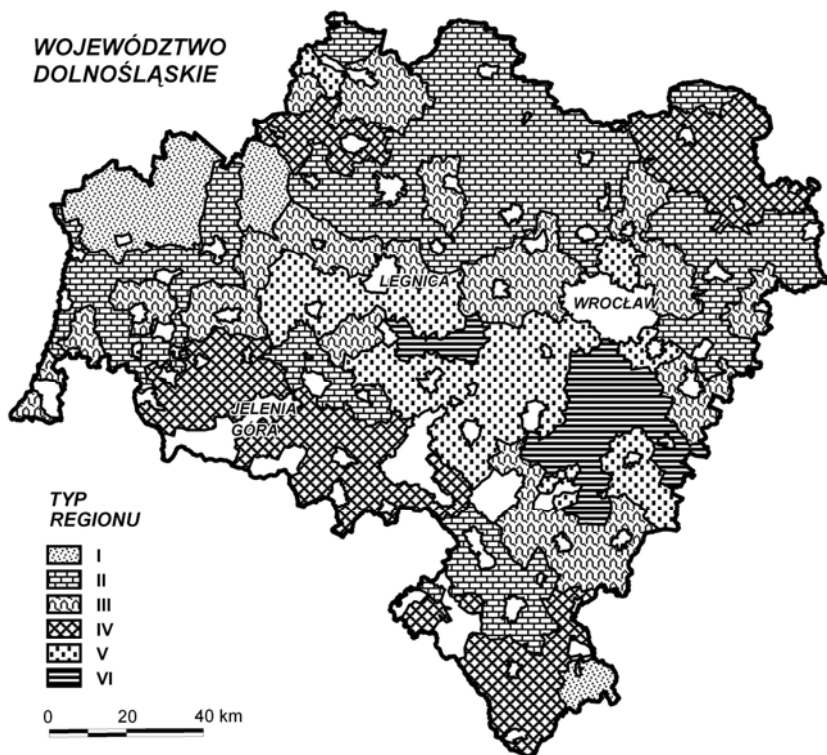 WOJEWÓDZTWO
DOLNOŚLĄSKIE
LEGNICA
WROCŁAW
JELENIA
GÓRA
TYP
REGIONU
I
II
III
IV
V
VI
0 20 40 km